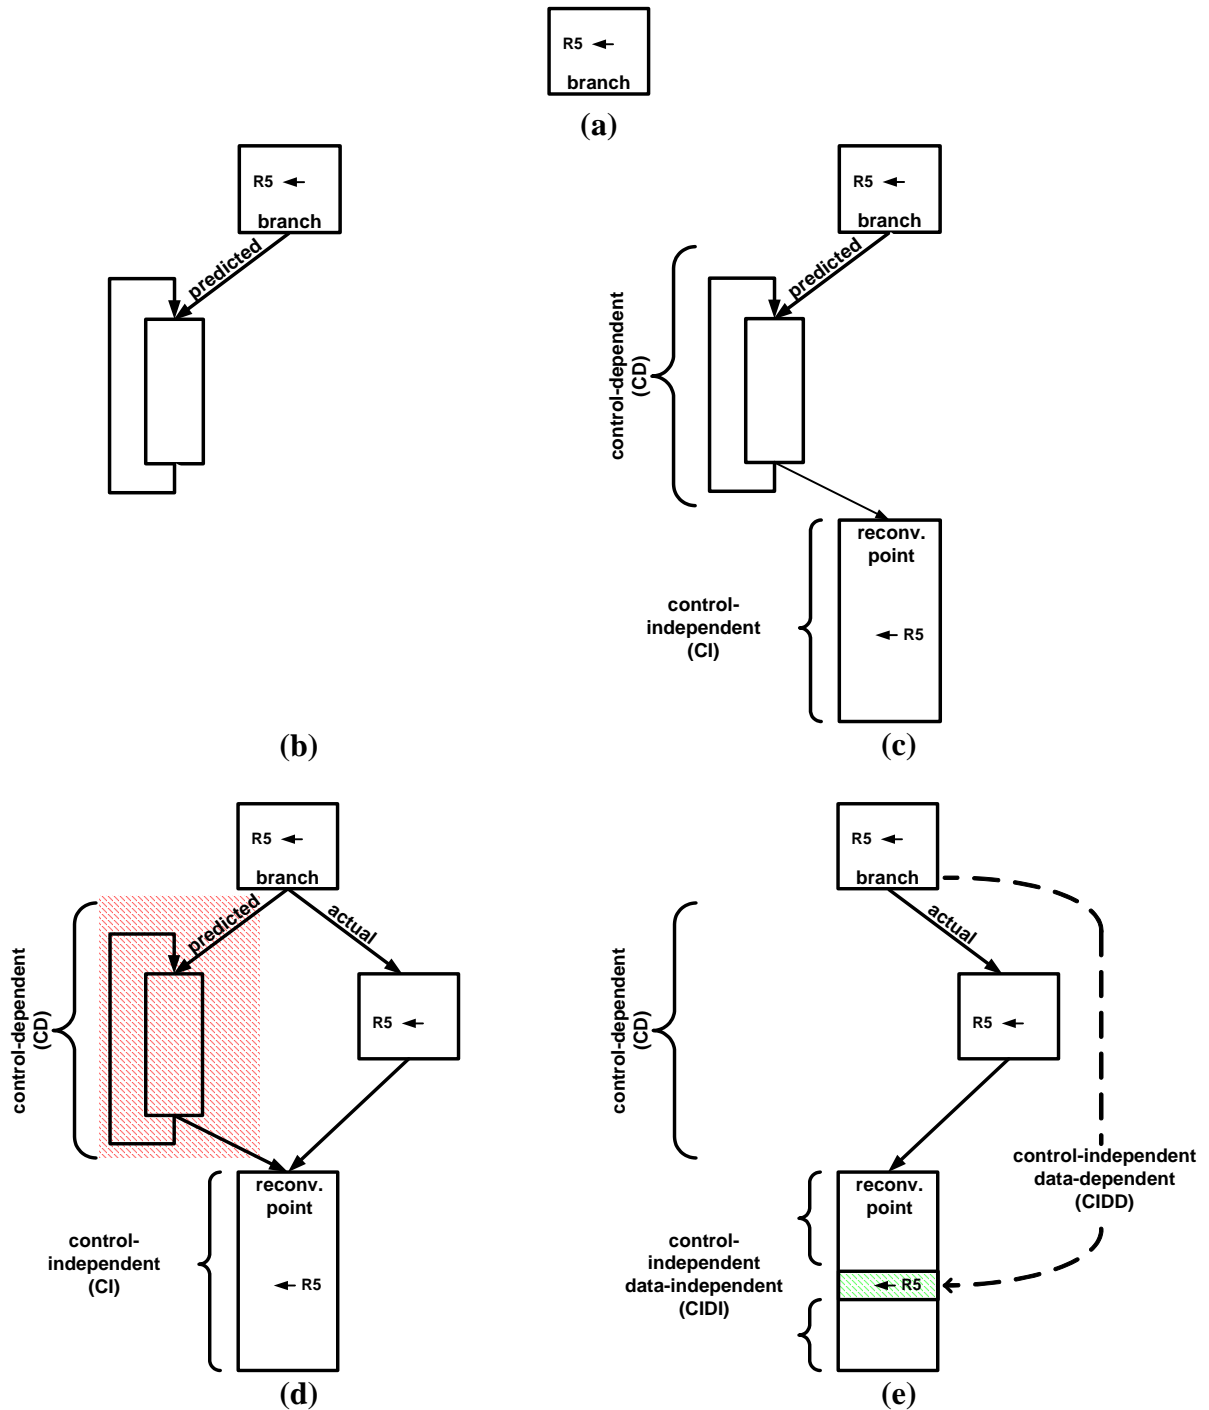 R5
branch
(a)
R5
branch
predicted
(b)
R5
branch
predicted
control-dependent
(CD)
reconv.
point
control-
independent
(CI)
R5
(c)
R5
branch
predicted
actual
control-dependent
(CD)
R5
reconv.
point
control-
independent
(CI)
R5
(d)
R5
branch
actual
control-dependent
(CD)
R5
control-independent
data-dependent
(CIDD)
reconv.
point
control-
independent
data-independent
(CIDI)
R5
(e)